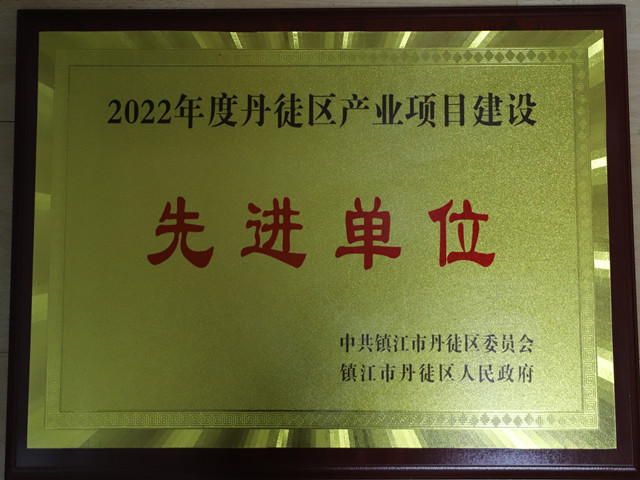 2022年度丹徒区产业项目建设
先进单位
中共镇江市丹徒区委员会
镇江市丹徒区人民政府